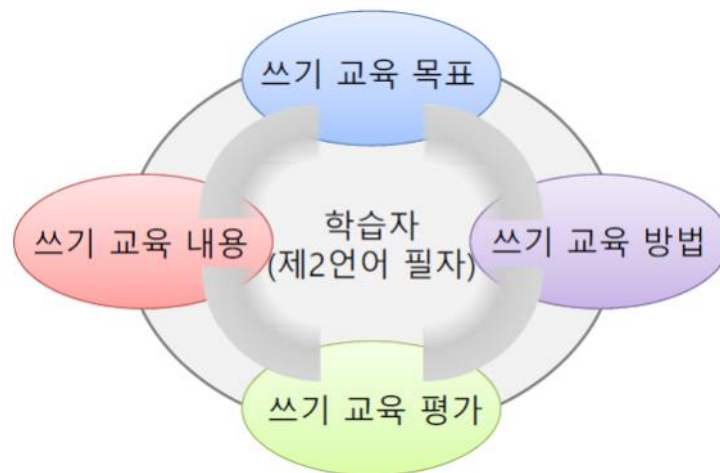 쓰기 교육 목표
쓰기 교육 내용
학습자
(제2언어 필자)
쓰기 교육 방법
쓰기 교육 평가